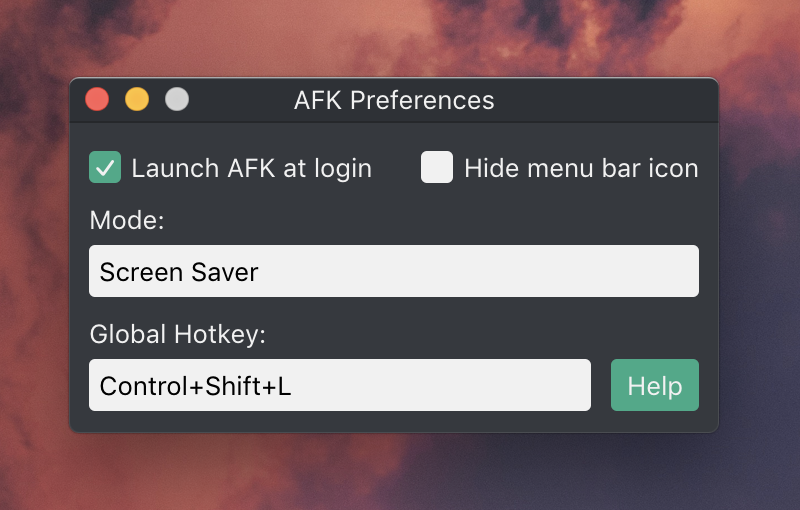 AFK Preferences
Launch AFK at login
Hide menu bar icon
Mode:
Screen Saver
Global Hotkey:
Control+Shift+L
Help